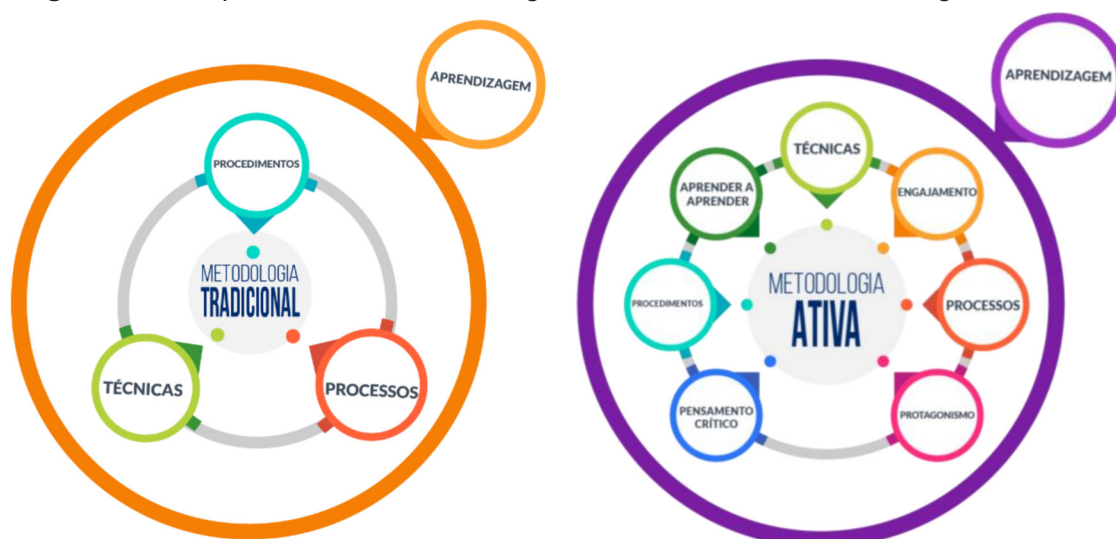 APRENDIZAGEM
PROCEDIMENTOS
METODOLOGIA
TRADICIONAL
TÉCNICAS
PROCESSOS
APRENDIZAGEM
TÉCNICAS
APRENDER A
APRENDER
ENGAJAMENTO
PROCEDIMENTOS
METODOLOGIA
ATIVA
PROCESSOS
PENSAMENTO
CRÍTICO
PROTAGONISMO